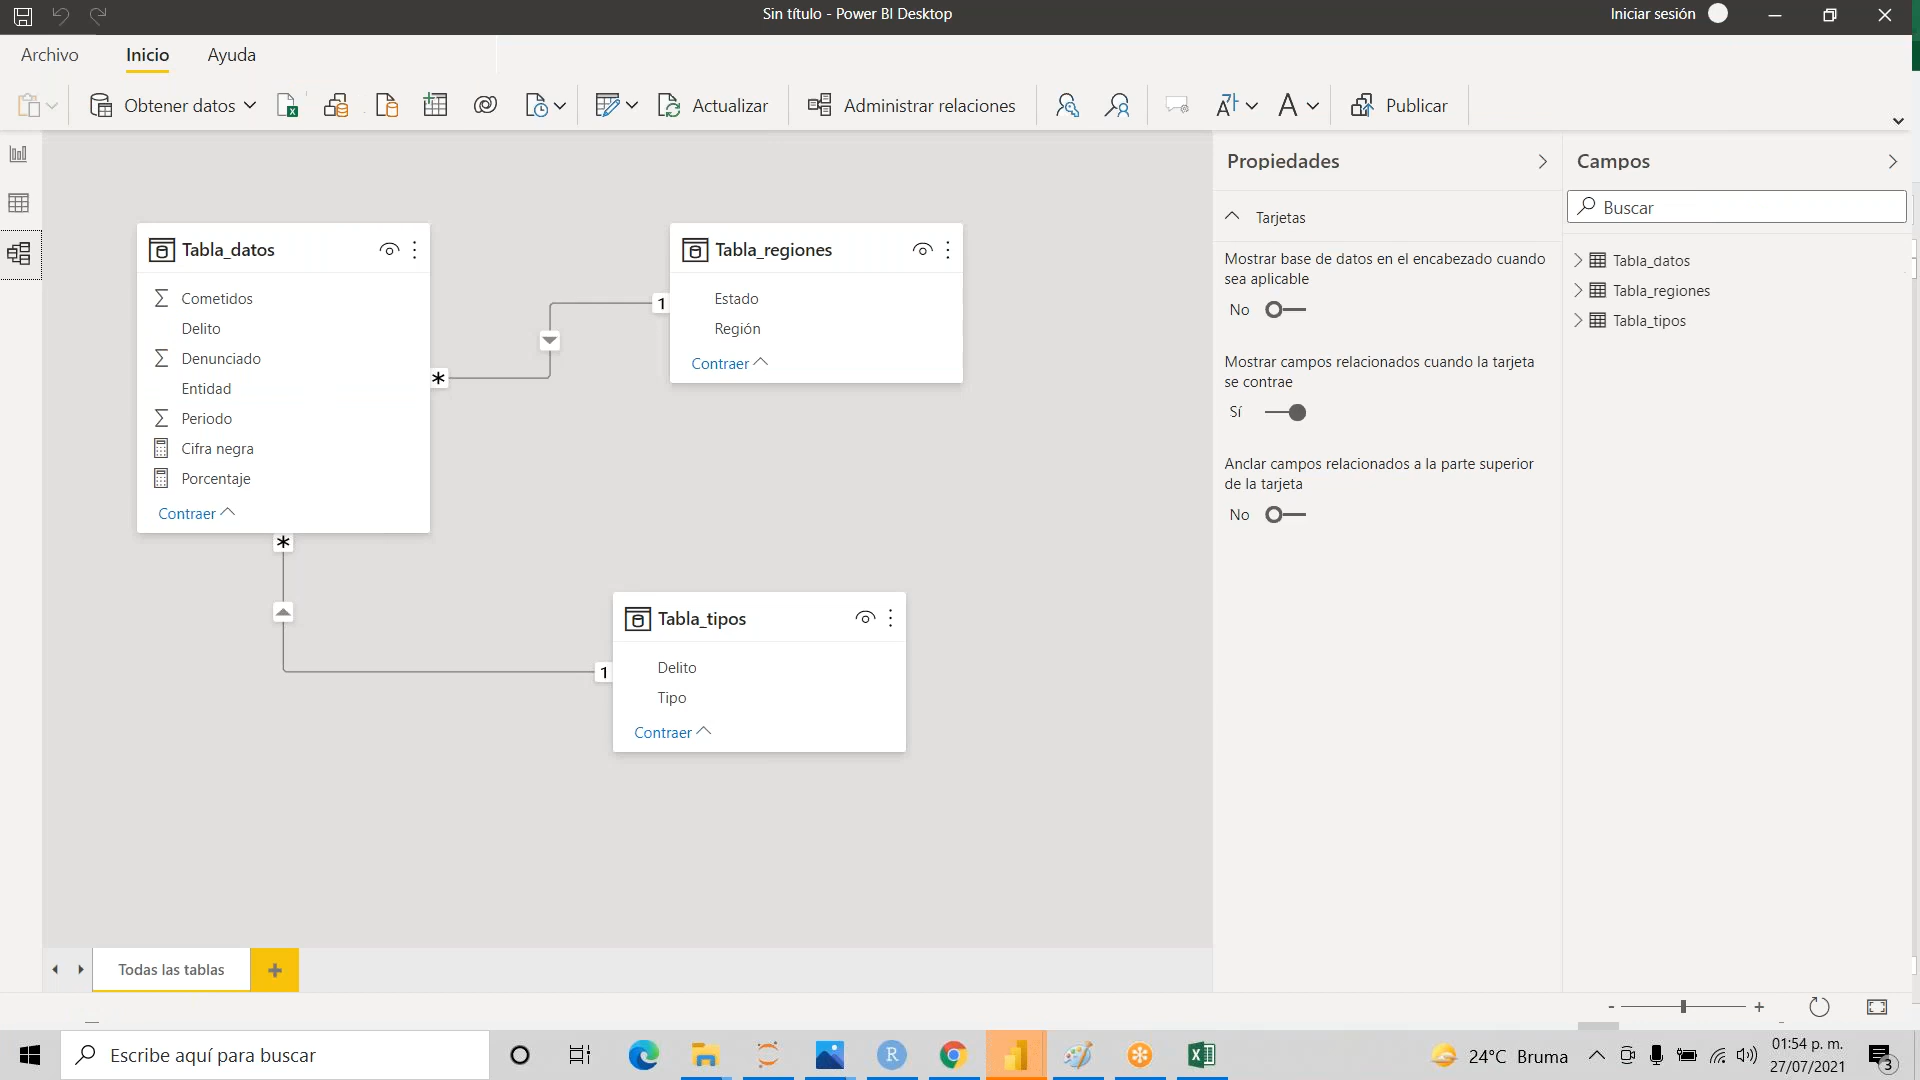 Sin título - Power BI Desktop
Iniciar sesión
Archivo
Inicio
Ayuda
Obtener datos
Actualizar
Administrar relaciones
Publicar
Tabla_datos
Cometidos
Delito
Denunciado
Entidad
Periodo
Cifra negra
Porcentaje
Contraer
*
1
Tabla_regiones
Estado
Región
Contraer
*
1
Tabla_tipos
Delito
Tipo
Contraer
Propiedades
Tarjetas
Mostrar base de datos en el encabezado cuando
sea aplicable
No
Mostrar campos relacionados cuando la tarjeta
se contrae
Sí
Anclar campos relacionados a la parte superior
de la tarjeta
No
Campos
Buscar
Tabla_datos
Tabla_regiones
Tabla_tipos
Todas las tablas
+
- +
Escribe aquí para buscar
R
24°C Bruma
01:54 p. m.
27/07/2021
3